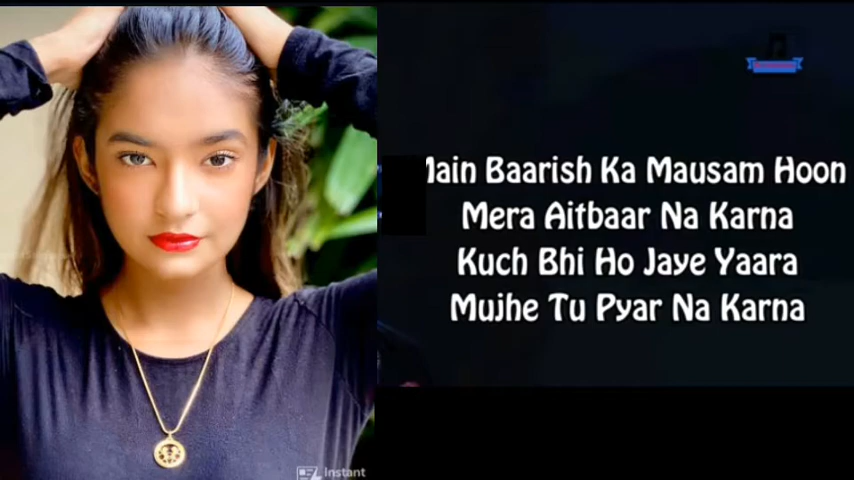 Main Baarish Ka Mausam Hoon
Mera Aitbaar Na Karna
Kuch Bhi Ho Jaye Yaara
Mujhe Tu Pyar Na Karna
Instant